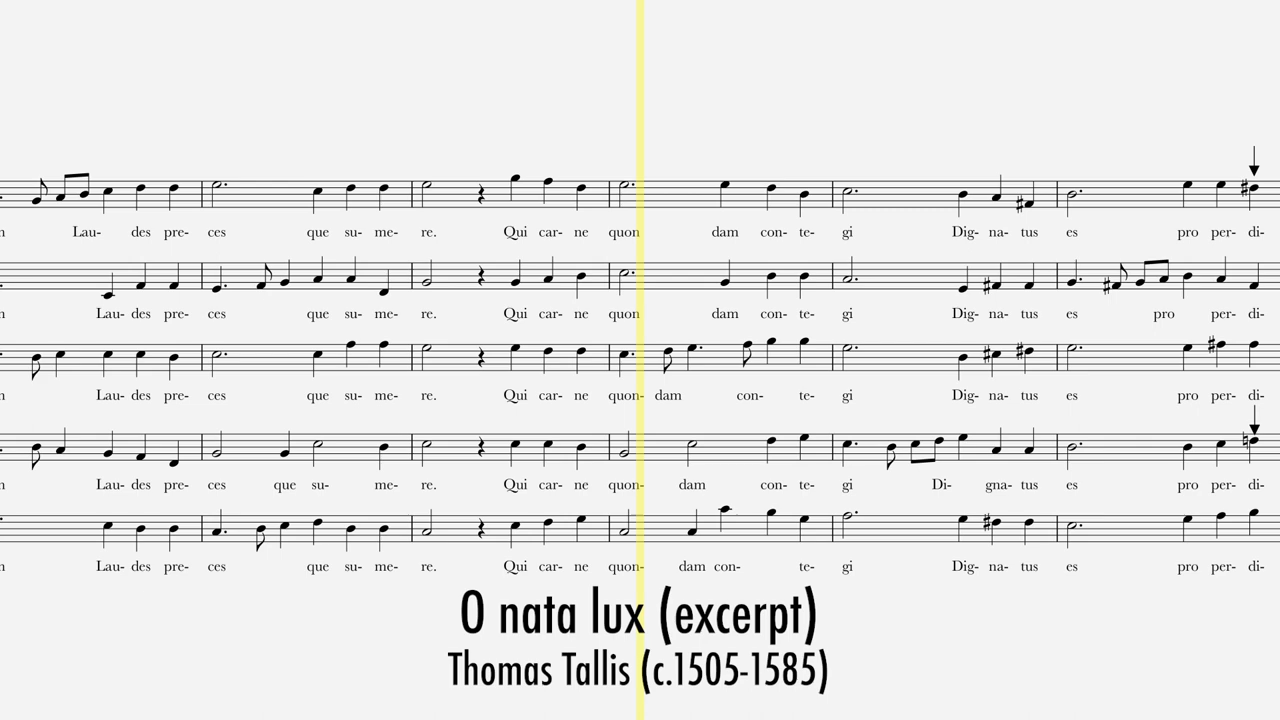 n Lau- des pre- ces que su- me- re. Qui car- ne quon dam con- te- gi Dig- na- tus es pro per- di-
n Lau- des pre- ces que su- me- re. Qui car- ne quon dam con- te- gi Dig- na- tus es pro per- di-
n Lau- des pre- ces que su- me- re. Qui car- ne quon- dam con- te- gi Dig- na- tus es pro per- di-
n Lau- des pre- ces que su- me- re. Qui car- ne quon- dam con- te- gi Di- gna- tus es pro per- di-
n Lau- des pre- ces que su- me- re. Qui car- ne quon- dam con- te- gi Dig- na- tus es pro per- di-
O nata lux (excerpt)
Thomas Tallis (c.1505-1585)